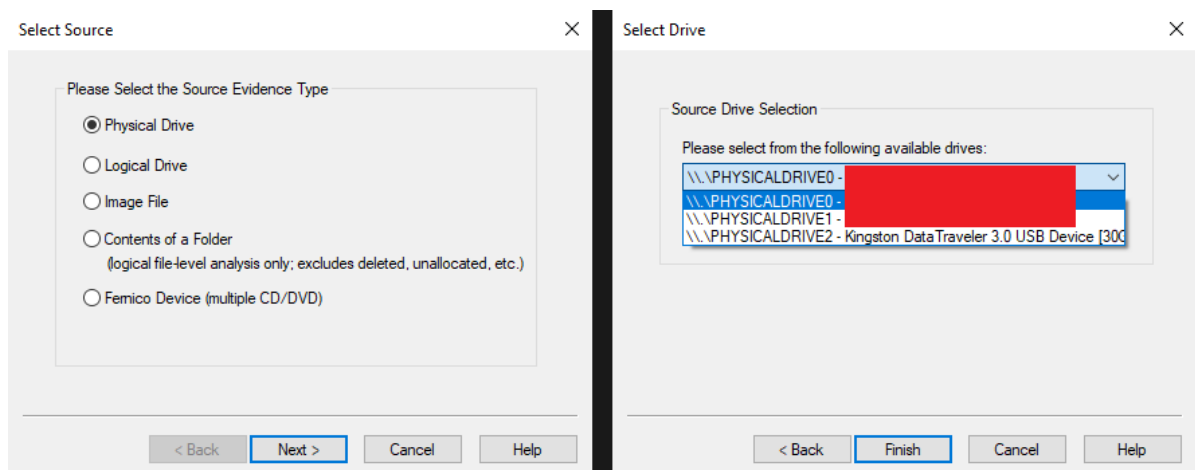 Select Source
Please Select the Source Evidence Type
Physical Drive
Logical Drive
Image File
Contents of a Folder
(logical file-level analysis only; excludes deleted, unallocated, etc.)
Fernico Device (multiple CD/DVD)
< Back
Next >
Cancel
Help
Select Drive
Source Drive Selection
Please select from the following available drives:
\\.\PHYSICALDRIVE0 -
\\.\PHYSICALDRIVE0 -
\\.\PHYSICALDRIVE1 -
\\.\PHYSICALDRIVE2 - Kingston DataTraveler 3.0 USB Device [30G
< Back
Finish
Cancel
Help